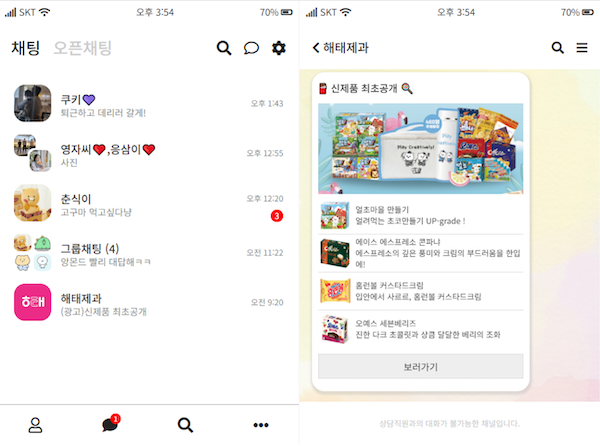 SKT 오후 3:54 70%
채팅 오픈채팅
쿠키💜 오후 1:43
퇴근하고 데리러 갈게!
영자씨❤️,응삼이❤️ 오후 12:55
사진
춘식이 오후 12:20
고구마 먹고싶다냥 3
그룹채팅 (4) 오전 11:22
앙몬드 빨리 대답해ㅋㅋ
해태
해태제과 오전 9:20
(광고)신제품 최초공개
1
SKT 오후 3:54 70%
해태제과
신제품 최초공개
Play Creatively!
얼초마을 만들기
얼려먹는 초코만들기 UP-grade !
에이스 에스프레소 콘파냐
에스프레소의 깊은 풍미와 크림의 부드러움을 한입
에!
홈런볼 커스타드크림
입안에서 사르르, 홈런볼 커스타드크림
오예스 세븐베리즈
진한 다크 초콜릿과 상큼 달달한 베리의 조화
보러가기
상담직원과의 대화가 불가능한 채널입니다.